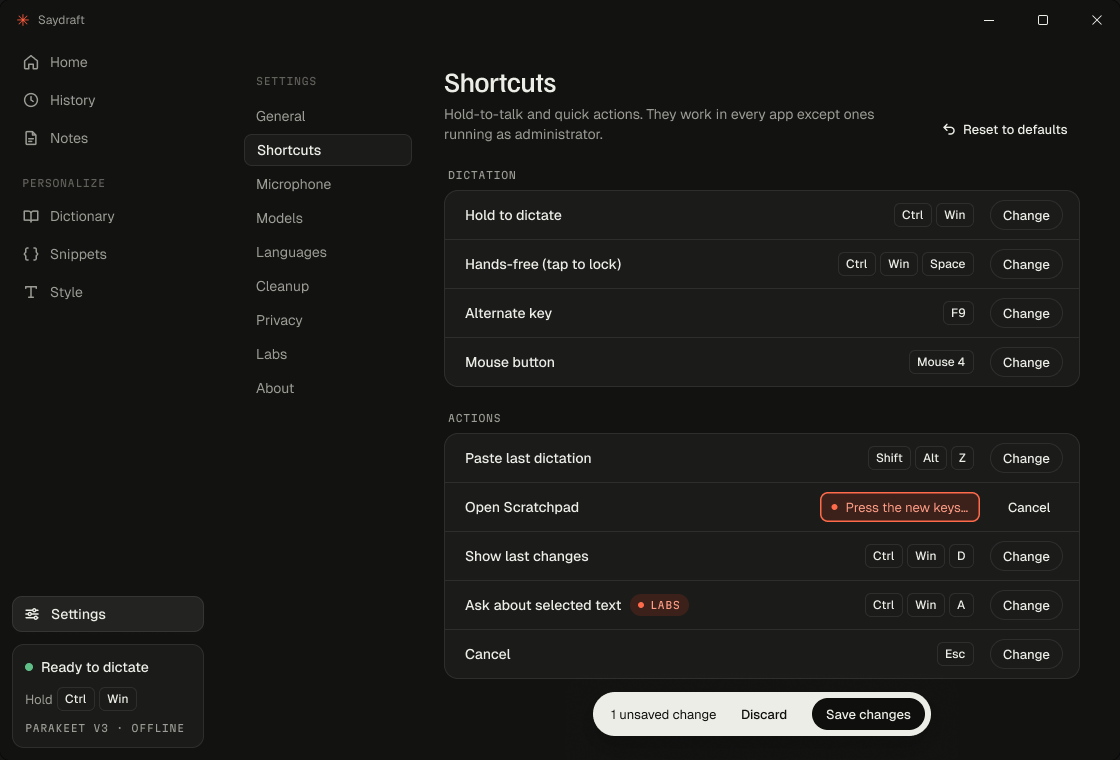 Saydraft
Home
History
Notes
PERSONALIZE
Dictionary
Snippets
Style
Settings
Ready to dictate
Hold Ctrl Win
PARAKEET V3 · OFFLINE
SETTINGS
General
Shortcuts
Microphone
Models
Languages
Cleanup
Privacy
Labs
About
Shortcuts
Hold-to-talk and quick actions. They work in every app except ones
running as administrator.
Reset to defaults
DICTATION
Hold to dictate Ctrl Win Change
Hands-free (tap to lock) Ctrl Win Space Change
Alternate key F9 Change
Mouse button Mouse 4 Change
ACTIONS
Paste last dictation Shift Alt Z Change
Open Scratchpad Press the new keys… Cancel
Show last changes Ctrl Win D Change
Ask about selected text LABS Ctrl Win A Change
Cancel Esc Change
1 unsaved change Discard Save changes